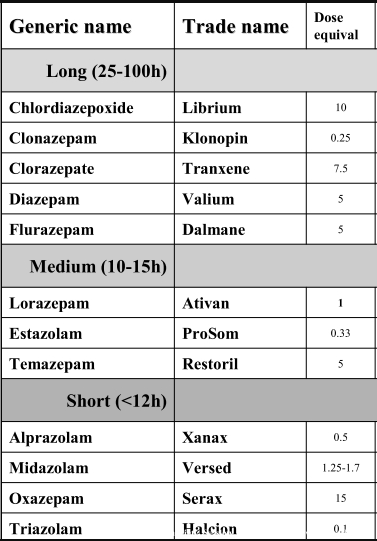 Generic name Trade name Dose equival
Long (25-100h)
Chlordiazepoxide Librium 10
Clonazepam Klonopin 0.25
Clorazepate Tranxene 7.5
Diazepam Valium 5
Flurazepam Dalmane 5
Medium (10-15h)
Lorazepam Ativan 1
Estazolam ProSom 0.33
Temazepam Restoril 5
Short (<12h)
Alprazolam Xanax 0.5
Midazolam Versed 1.25-1.7
Oxazepam Serax 15
Triazolam Halcion 0.1